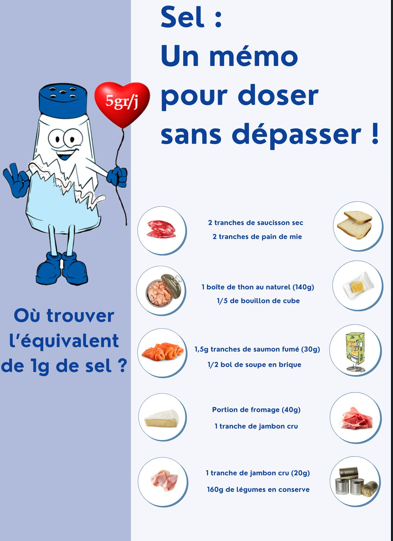 Sel :
Un mémo
pour doser
sans dépasser !
5gr/j
Où trouver
l'équivalent
de 1g de sel ?
2 tranches de saucisson sec
2 tranches de pain de mie
1 boîte de thon au naturel (140g)
1/5 de bouillon de cube
1,5g tranches de saumon fumé (30g)
1/2 bol de soupe en brique
Portion de fromage (40g)
1 tranche de jambon cru
1 tranche de jambon cru (20g)
160g de légumes en conserve